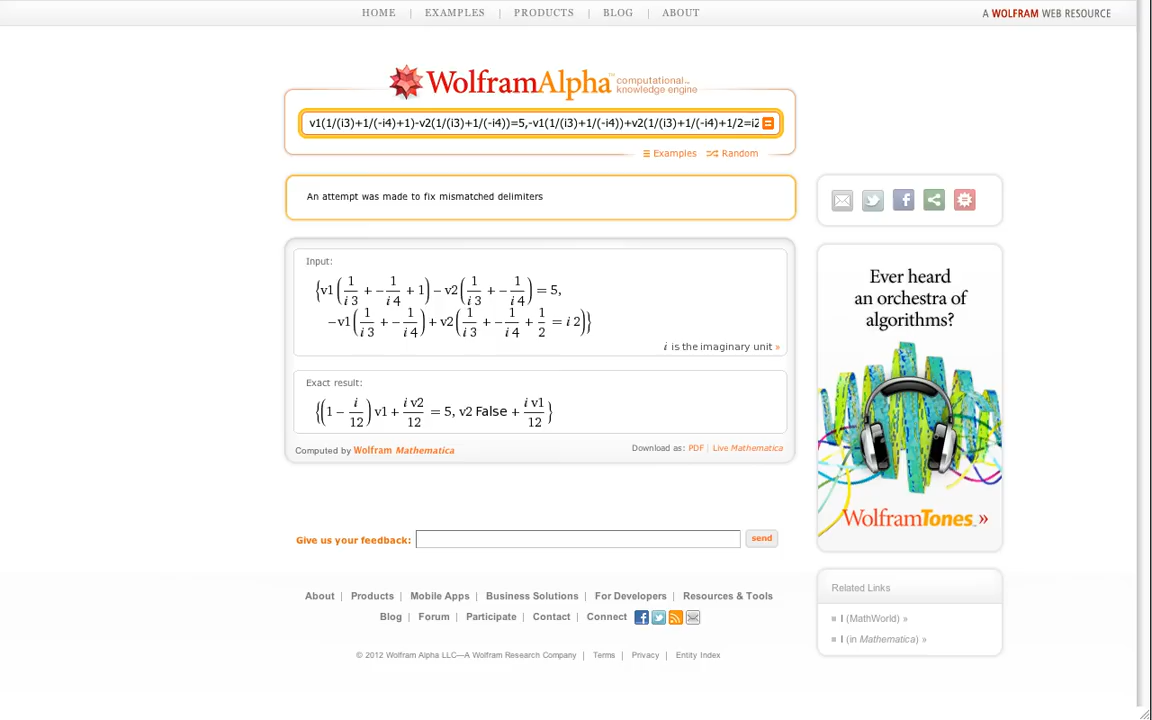 HOME | EXAMPLES | PRODUCTS | BLOG | ABOUT
A WOLFRAM WEB RESOURCE
WolframAlpha™ computational knowledge engine
v1(1/(i3)+1/(-i4)+1)-v2(1/(i3)+1/(-i4))=5,-v1(1/(i3)+1/(-i4))+v2(1/(i3)+1/(-i4)+1/2=i2
Examples Random
An attempt was made to fix mismatched delimiters
Input:
{v1(1/(i 3) + -1/(i 4) + 1) - v2(1/(i 3) + -1/(i 4)) = 5,
-v1(1/(i 3) + -1/(i 4)) + v2(1/(i 3) + -1/(i 4) + 1/2 = i 2)}
i is the imaginary unit »
Exact result:
{(1 - i/12) v1 + i v2/12 = 5, v2 False + i v1/12}
Computed by Wolfram Mathematica
Download as: PDF | Live Mathematica
Give us your feedback:
send
About | Products | Mobile Apps | Business Solutions | For Developers | Resources & Tools
Blog | Forum | Participate | Contact | Connect
© 2012 Wolfram Alpha LLC—A Wolfram Research Company | Terms | Privacy | Entity Index
Ever heard
an orchestra of
algorithms?
WolframTones »
Related Links
I (MathWorld) »
I (in Mathematica) »